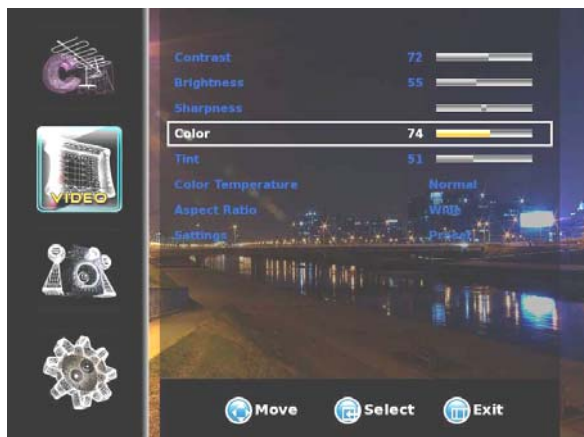 VIDEO
Contrast 72
Brightness 55
Sharpness
Color 74
Tint 51
Color Temperature Normal
Aspect Ratio Wide
Settings Preset
Move Select Exit